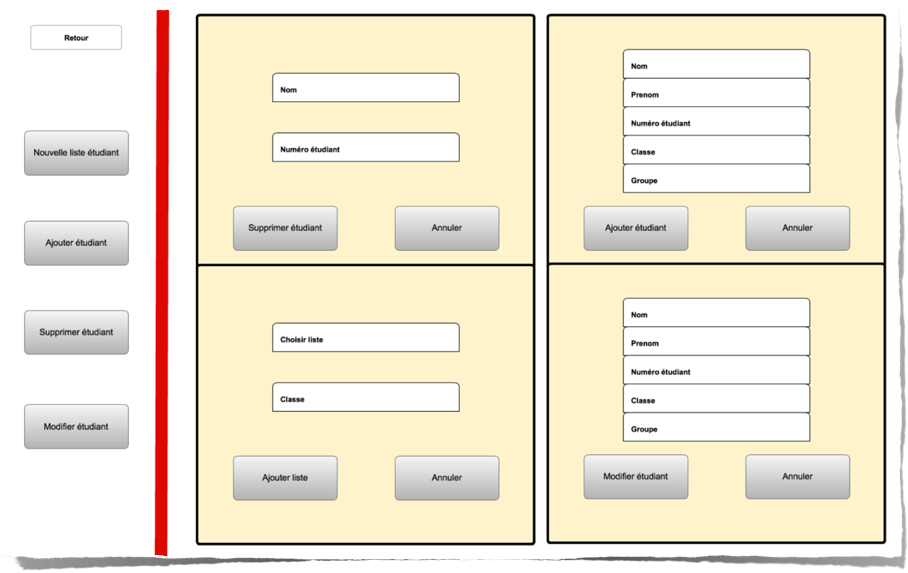 Retour
Nouvelle liste étudiant
Ajouter étudiant
Supprimer étudiant
Modifier étudiant
Nom
Numéro étudiant
Supprimer étudiant
Annuler
Nom
Prenom
Numéro étudiant
Classe
Groupe
Ajouter étudiant
Annuler
Choisir liste
Classe
Ajouter liste
Annuler
Nom
Prenom
Numéro étudiant
Classe
Groupe
Modifier étudiant
Annuler